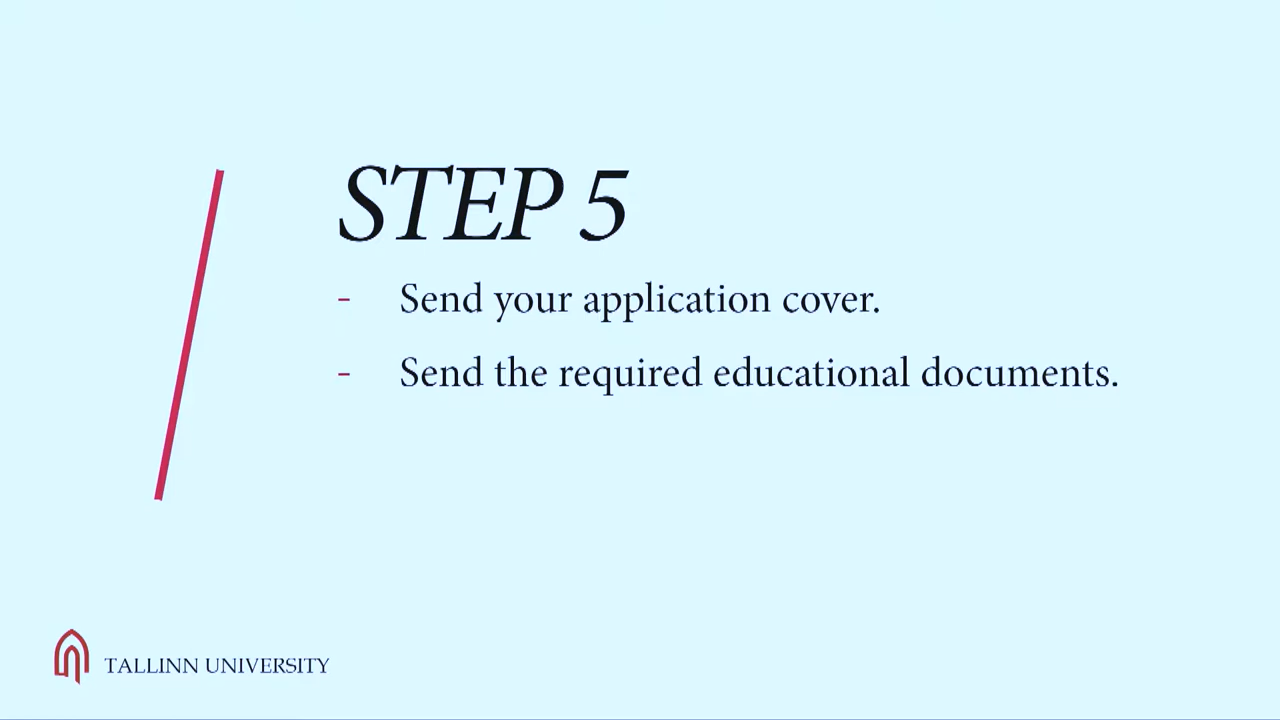 STEP 5
- Send your application cover.
- Send the required educational documents.
TALLINN UNIVERSITY